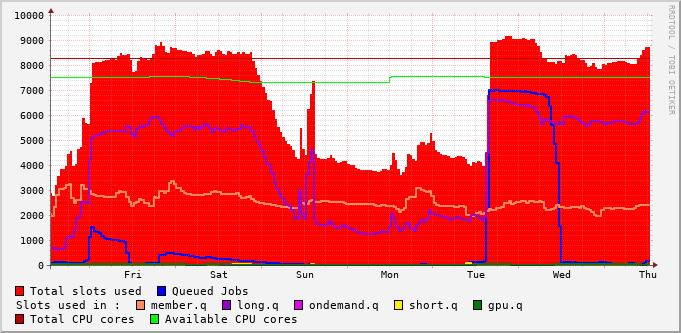 10000
9000
8000
7000
6000
5000
4000
3000
2000
1000
0
Fri Sat Sun Mon Tue Wed Thu
RRDTOOL / TOBI OETIKER
Total slots used Queued Jobs
Slots used in : member.q long.q ondemand.q short.q gpu.q
Total CPU cores Available CPU cores